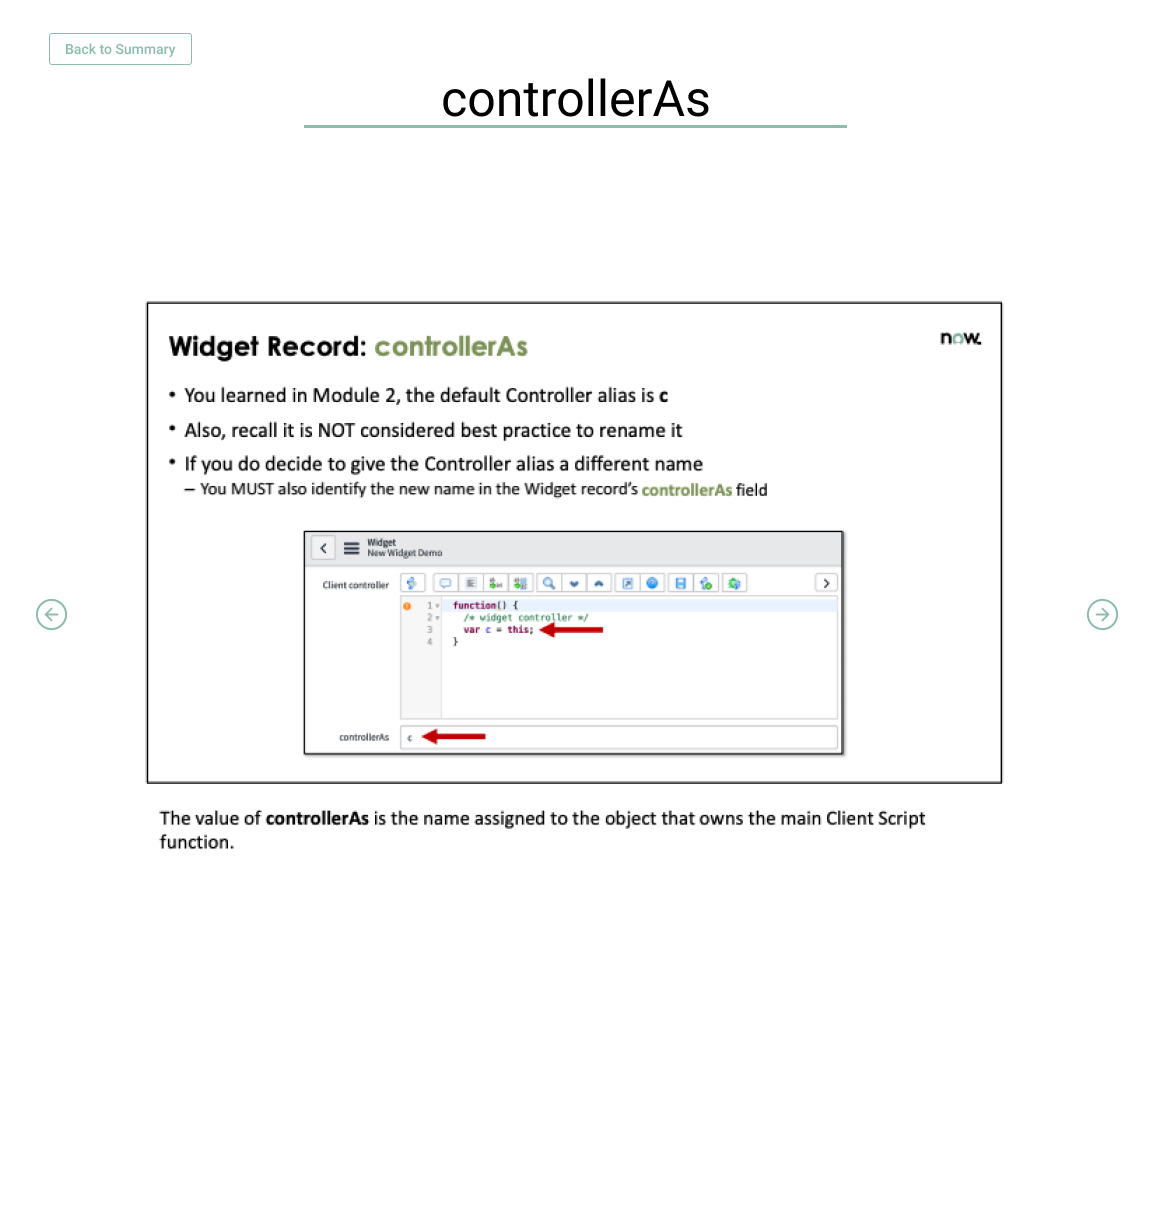 Back to Summary
controllerAs
Widget Record: controllerAs
now.
• You learned in Module 2, the default Controller alias is c
• Also, recall it is NOT considered best practice to rename it
• If you do decide to give the Controller alias a different name
– You MUST also identify the new name in the Widget record's controllerAs field
Widget
New Widget Demo
Client controller
1 function() {
2 /* widget controller */
3 var c = this;
4 }
controllerAs
c
The value of controllerAs is the name assigned to the object that owns the main Client Script
function.